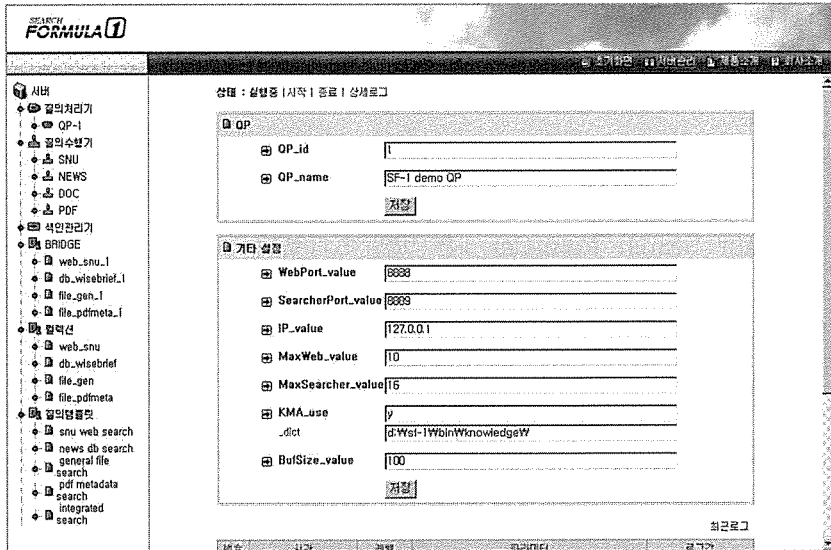 SEARCH
FORMULA 1
초기화면 서버관리 제품소개 회사소개
서버
질의처리기
QP-1
질의수행기
SNU
NEWS
DOC
PDF
색인관리기
BRIDGE
web_snu_1
db_wisebrief_1
file_gen_1
file_pdfmeta_1
컬렉션
web_snu
db_wisebrief
file_gen
file_pdfmeta
질의템플릿
snu web search
news db search
general file
search
pdf metadata
search
integrated
search
상태 : 실행중 | 시작 | 종료 | 상세로그
QP
QP_id 1
QP_name SF-1 demo QP
저장
기타 설정
WebPort_value 8888
SearcherPort_value 8889
IP_value 127.0.0.1
MaxWeb_value 10
MaxSearcher_value 16
KMA_use y
_dict d:₩sf-1₩bin₩knowledge₩
BufSize_value 100
저장
최근로그